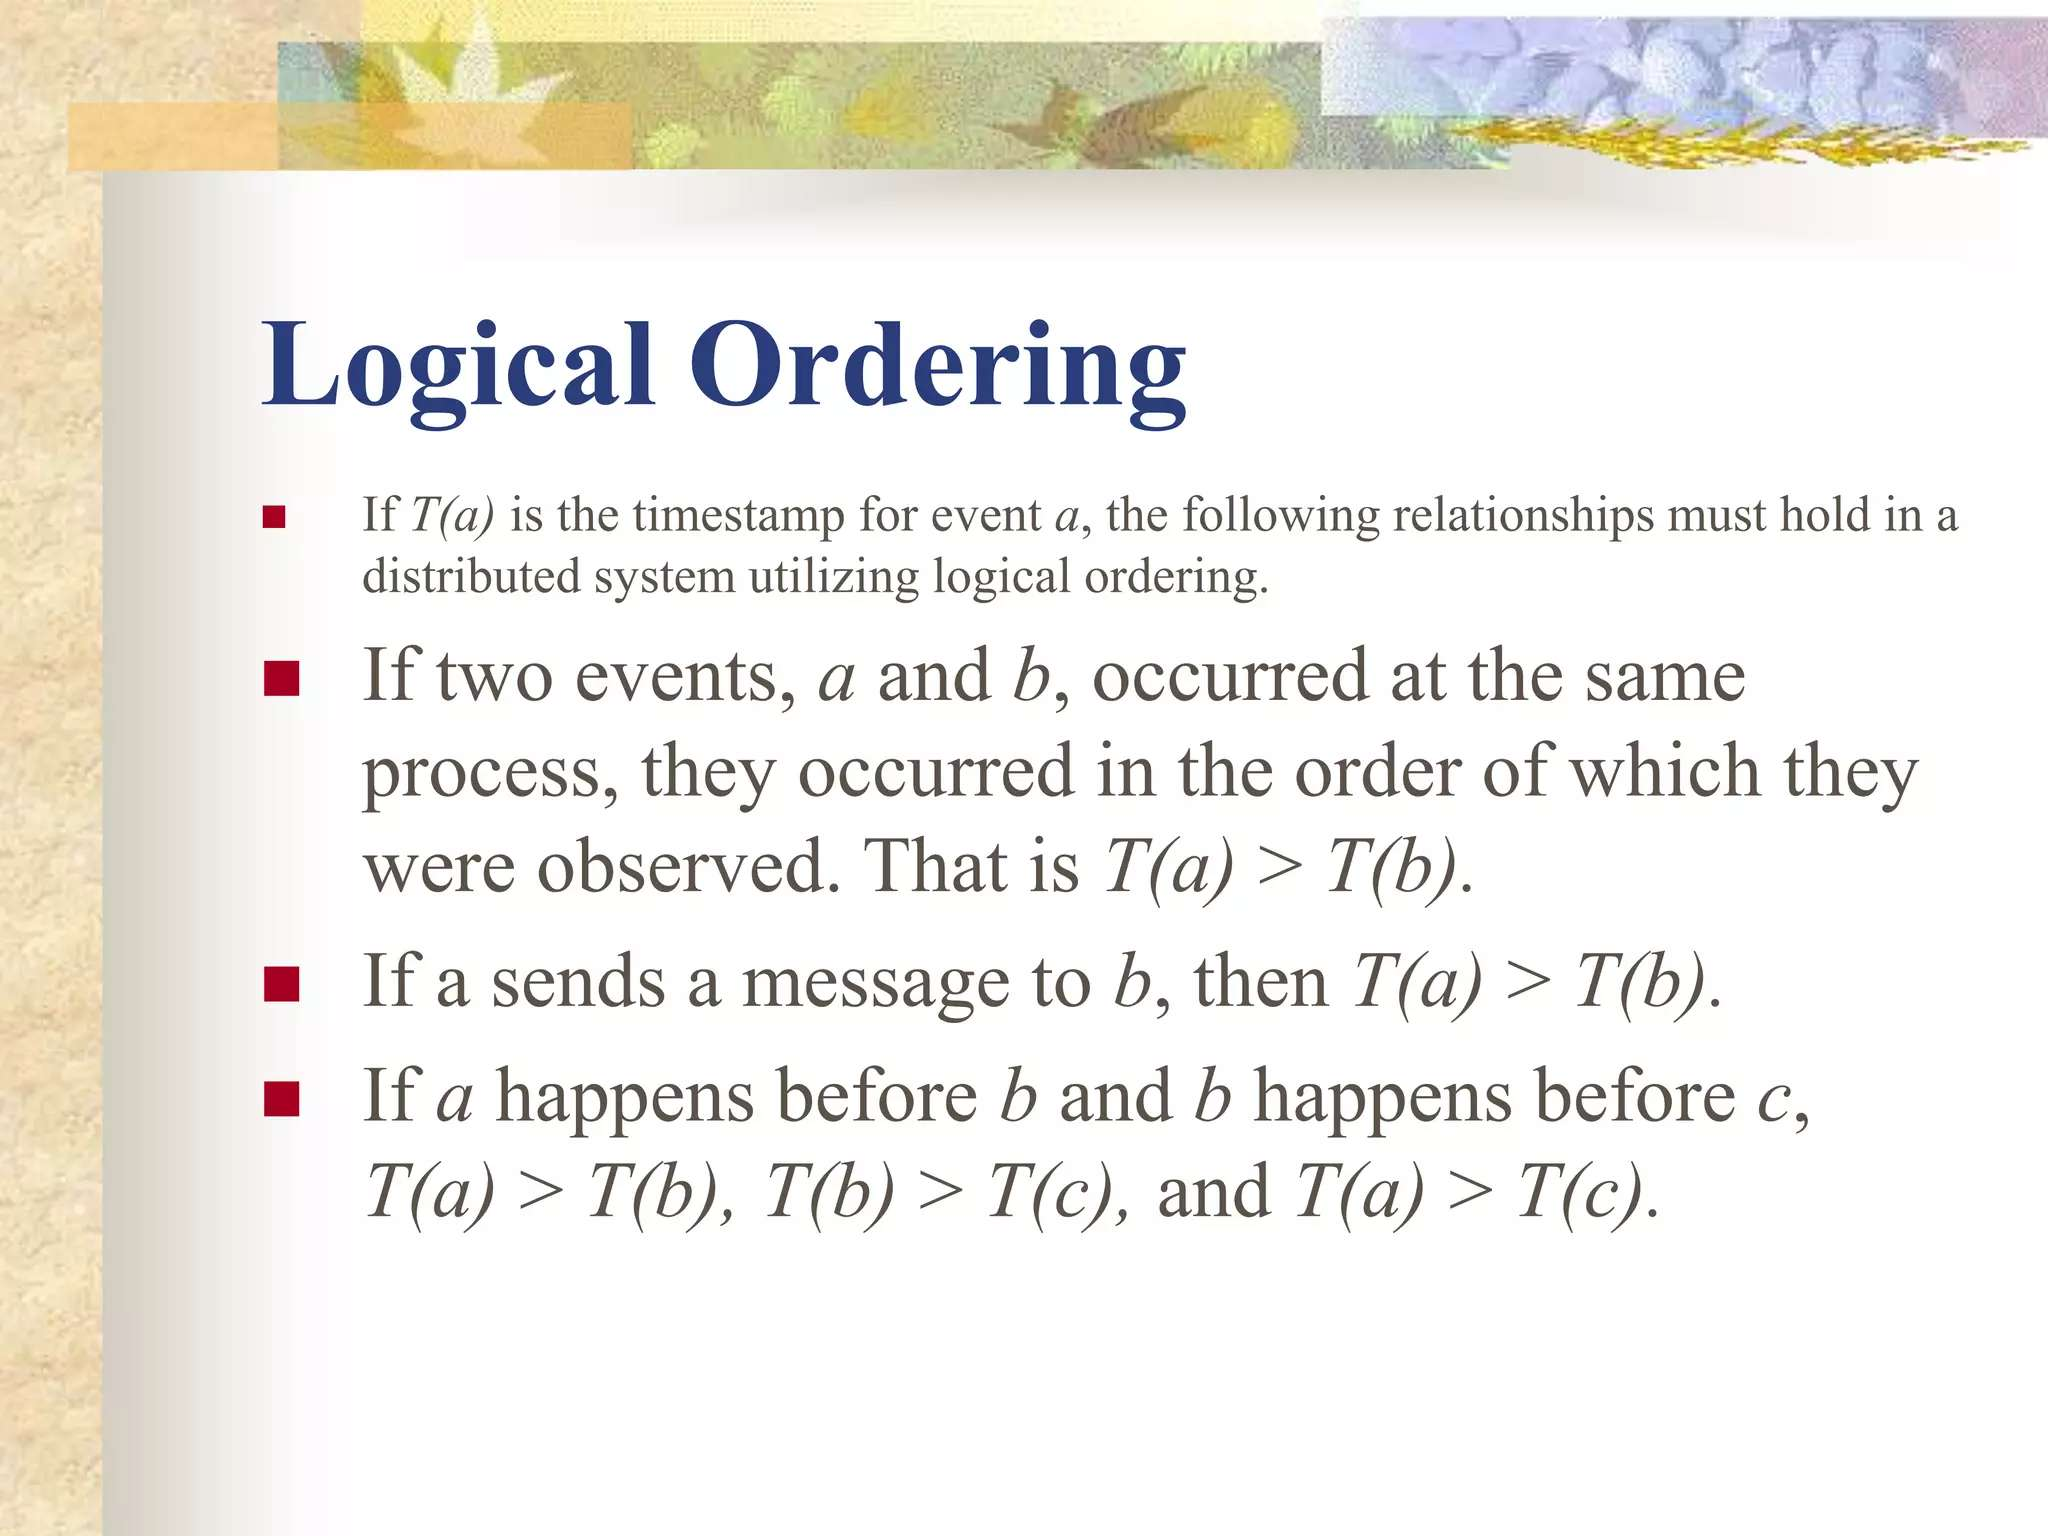 Logical Ordering
If T(a) is the timestamp for event a, the following relationships must hold in a
distributed system utilizing logical ordering.
If two events, a and b, occurred at the same
process, they occurred in the order of which they
were observed. That is T(a) > T(b).
If a sends a message to b, then T(a) > T(b).
If a happens before b and b happens before c,
T(a) > T(b), T(b) > T(c), and T(a) > T(c).